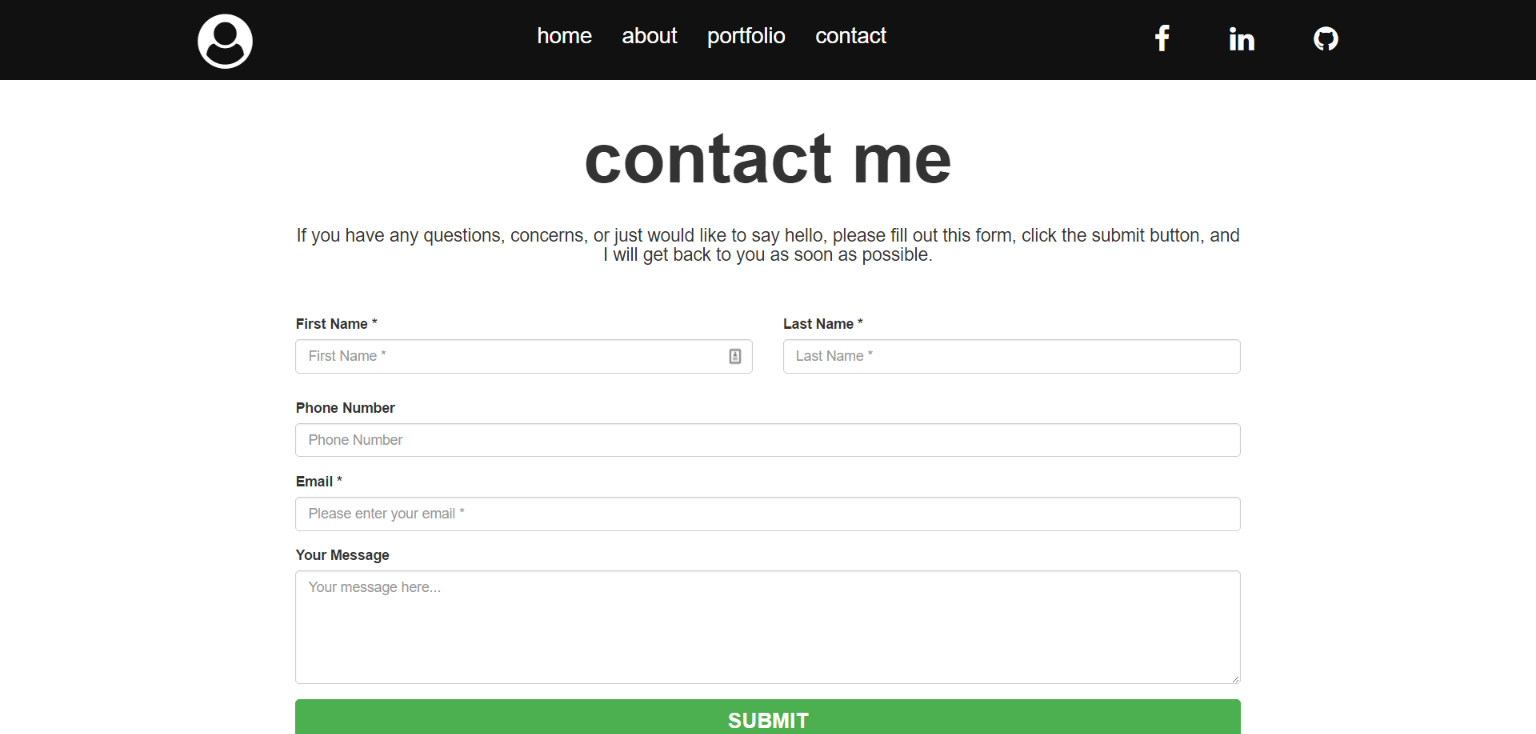 home about portfolio contact
contact me
If you have any questions, concerns, or just would like to say hello, please fill out this form, click the submit button, and
I will get back to you as soon as possible.
First Name * Last Name *
First Name * Last Name *
Phone Number
Phone Number
Email *
Please enter your email *
Your Message
Your message here...
SUBMIT